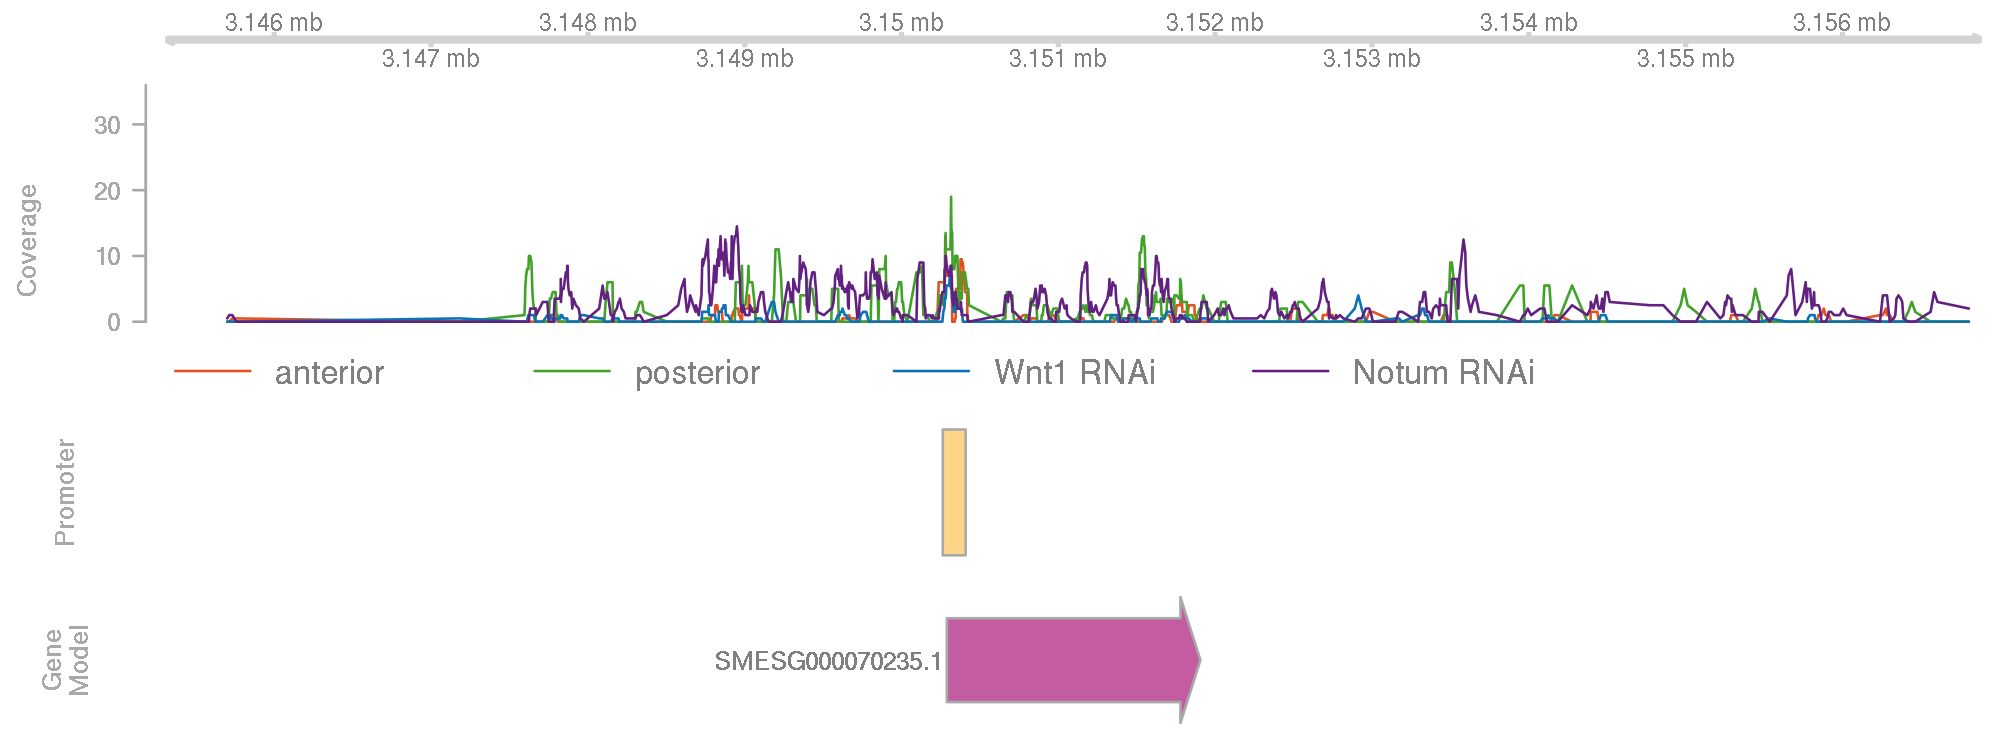 3.146 mb 3.148 mb 3.15 mb 3.152 mb 3.154 mb 3.156 mb
3.147 mb 3.149 mb 3.151 mb 3.153 mb 3.155 mb
Coverage
30
20
10
0
anterior posterior Wnt1 RNAi Notum RNAi
Promoter
Gene
Model
SMESG000070235.1